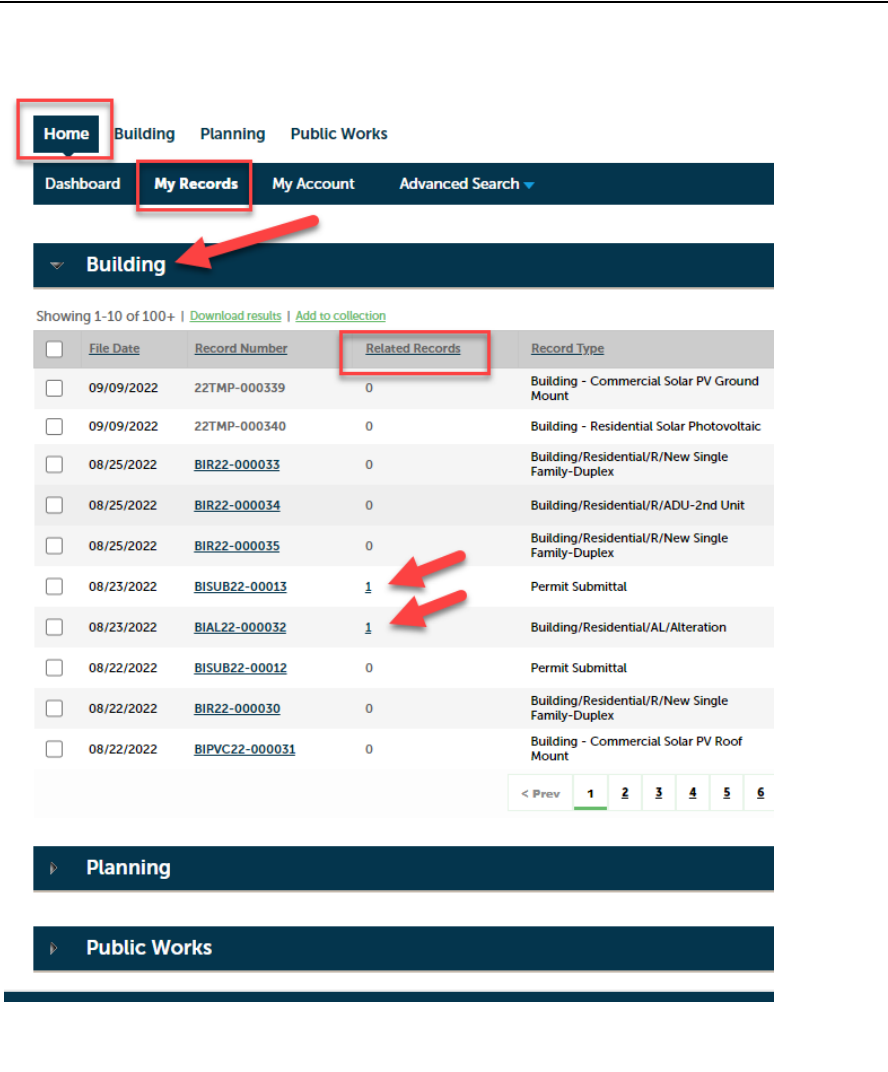 Home Building Planning Public Works
Dashboard My Records My Account Advanced Search
Building
Showing 1-10 of 100+ | Download results | Add to collection
File Date Record Number Related Records Record Type
09/09/2022 22TMP-000339 0 Building - Commercial Solar PV Ground
Mount
09/09/2022 22TMP-000340 0 Building - Residential Solar Photovoltaic
08/25/2022 BIR22-000033 0 Building/Residential/R/New Single
Family-Duplex
08/25/2022 BIR22-000034 0 Building/Residential/R/ADU-2nd Unit
08/25/2022 BIR22-000035 0 Building/Residential/R/New Single
Family-Duplex
08/23/2022 BISUB22-00013 1 Permit Submittal
08/23/2022 BIAL22-000032 1 Building/Residential/AL/Alteration
08/22/2022 BISUB22-00012 0 Permit Submittal
08/22/2022 BIR22-000030 0 Building/Residential/R/New Single
Family-Duplex
08/22/2022 BIPVC22-000031 0 Building - Commercial Solar PV Roof
Mount
< Prev 1 2 3 4 5 6
Planning
Public Works